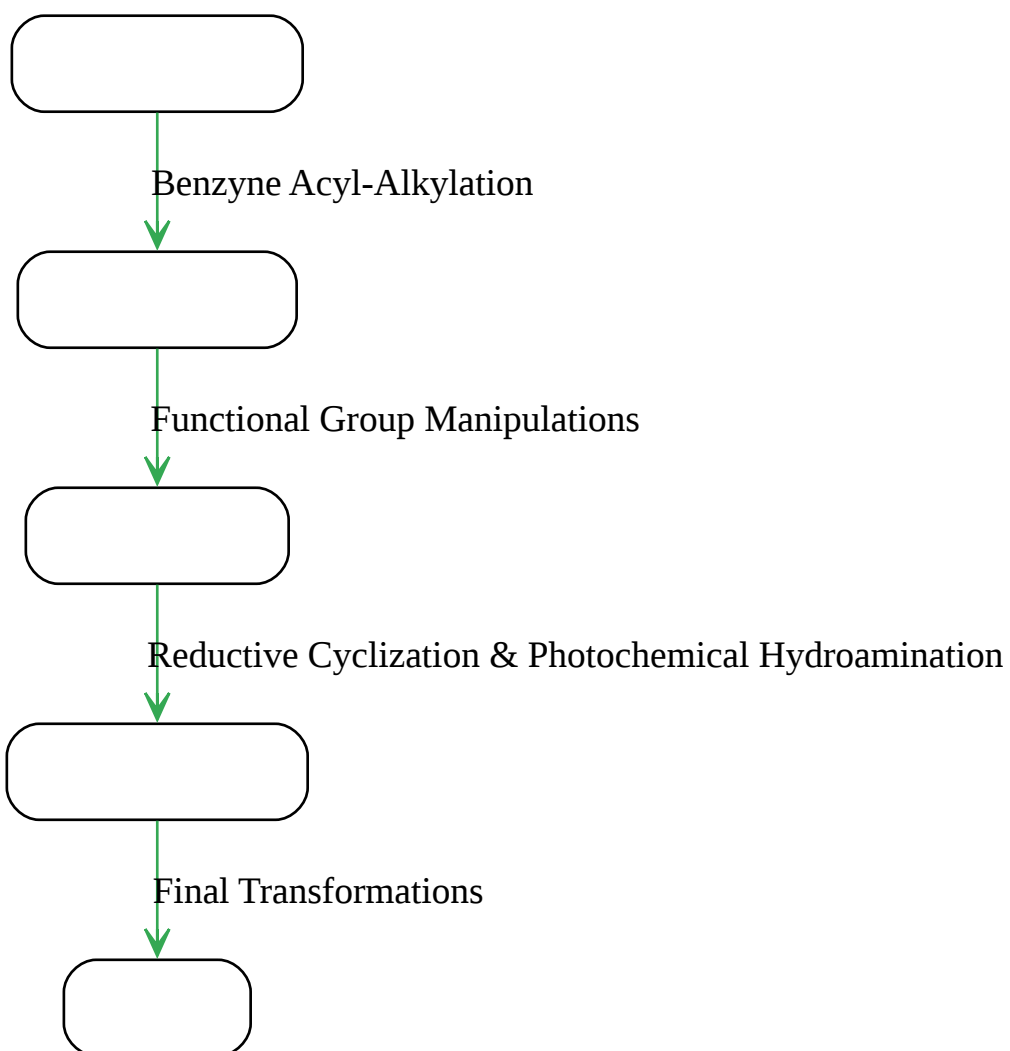 Benzyne Acyl-Alkylation
Functional Group Manipulations
Reductive Cyclization & Photochemical Hydroamination
Final Transformations